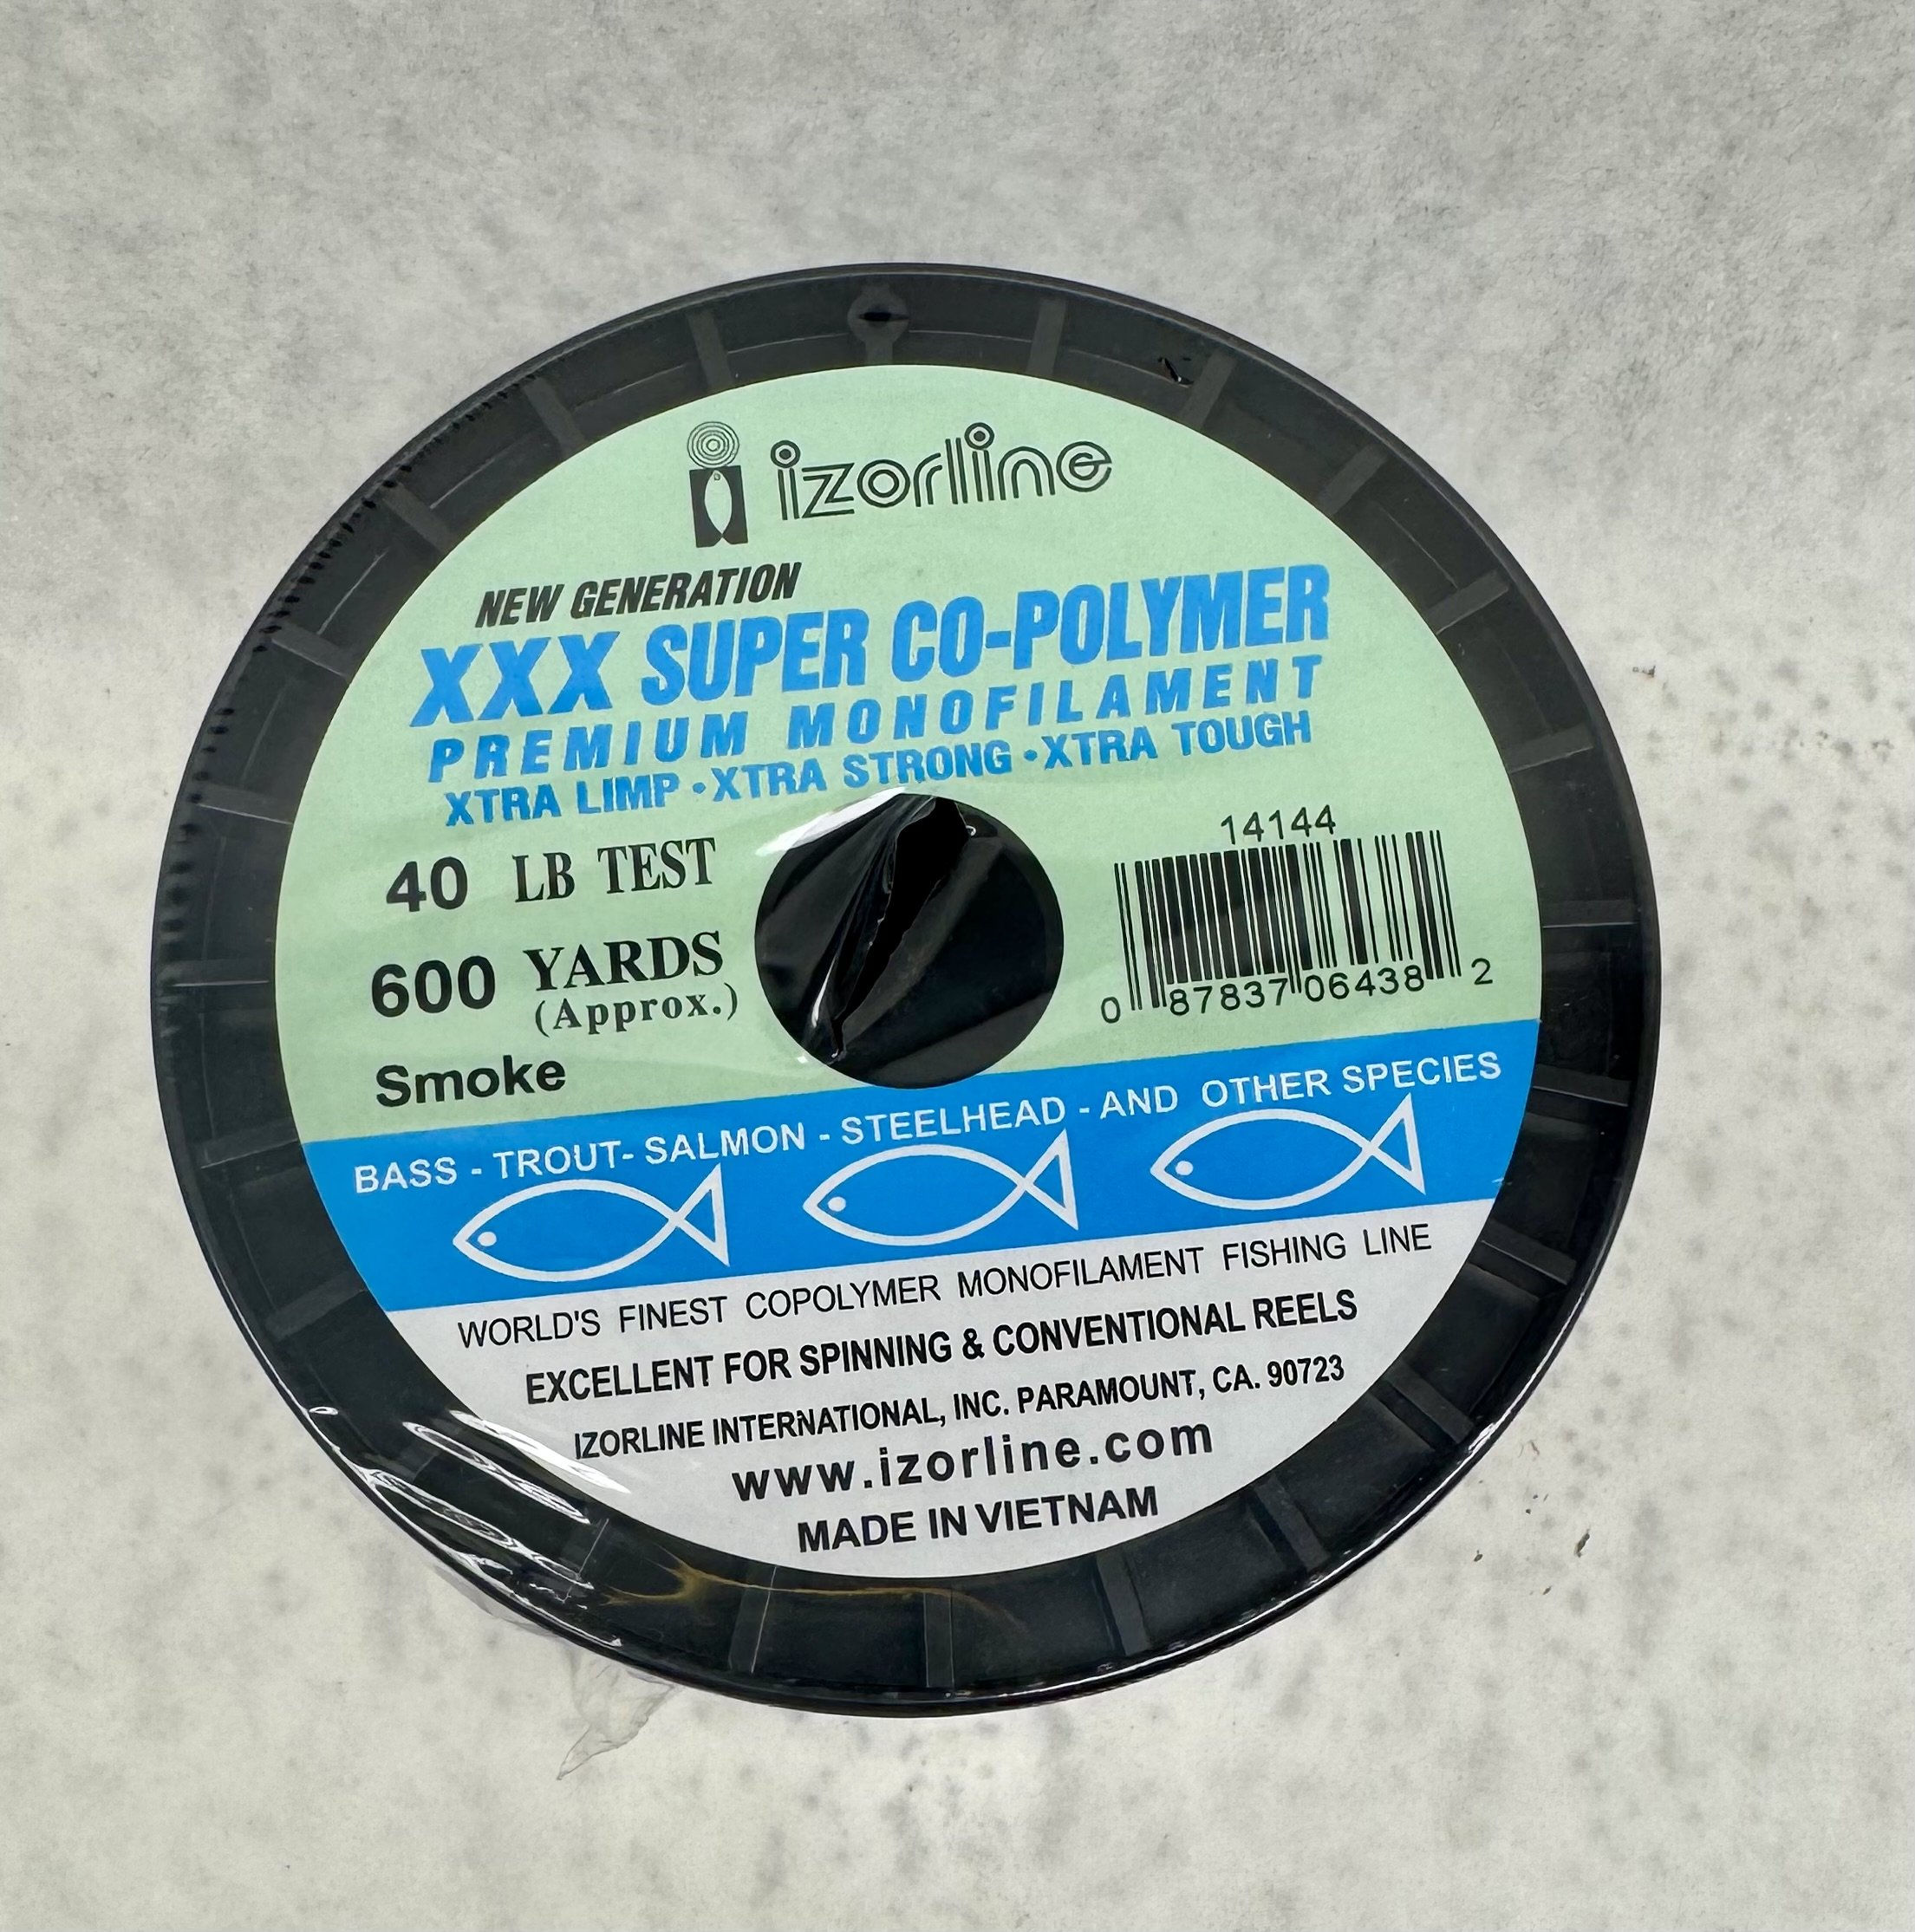 izorline
NEW GENERATION
XXX SUPER CO-POLYMER
PREMIUM MONOFILAMENT
XTRA LIMP • XTRA STRONG • XTRA TOUGH
40 LB TEST
600 YARDS
(Approx.)
Smoke
14144
0 87837 06438 2
BASS - TROUT- SALMON - STEELHEAD - AND OTHER SPECIES
WORLD'S FINEST COPOLYMER MONOFILAMENT FISHING LINE
EXCELLENT FOR SPINNING & CONVENTIONAL REELS
IZORLINE INTERNATIONAL, INC. PARAMOUNT, CA. 90723
www.izorline.com
MADE IN VIETNAM